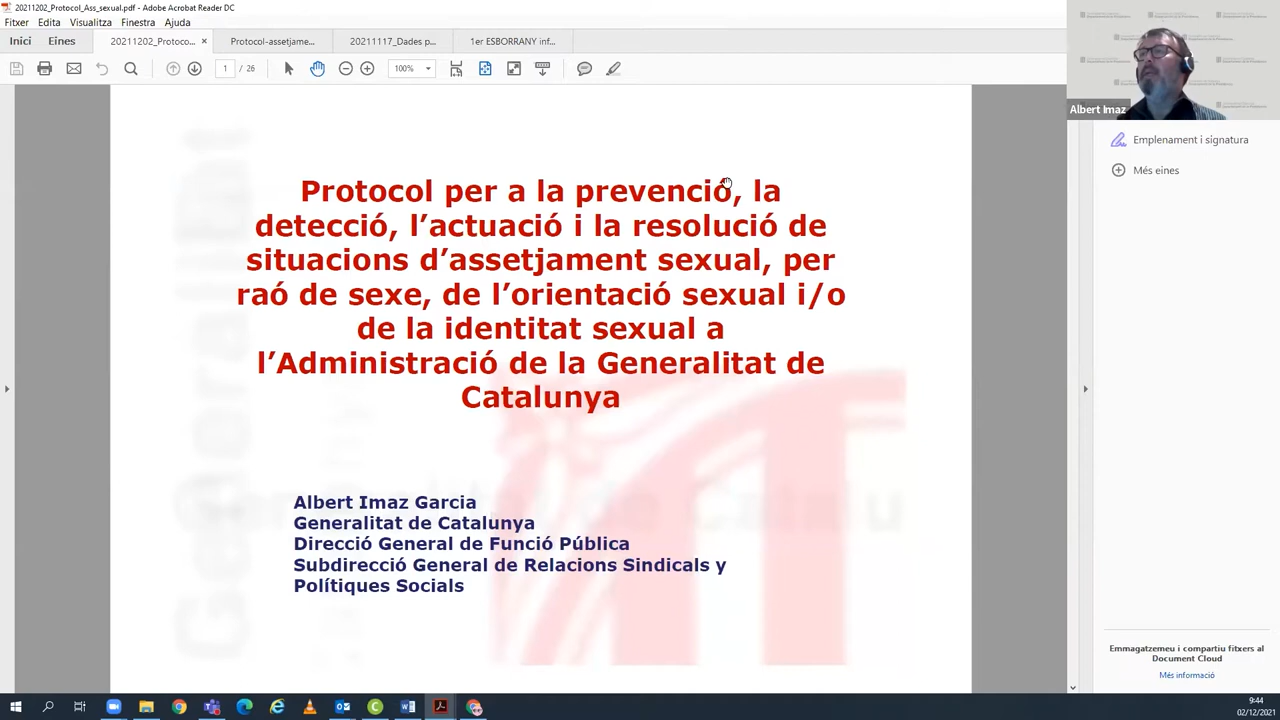 20211202_Protocol_Ass_sexual.pdf - Adobe Acrobat Reader DC
Fitxer Edita Visualitza Finestra Ajuda
Inici Eines 20211202_Protoco... × Protocol-assetjame... 20211117_Dades p... 1er ESBORRANY inf...
1 / 26 100%
Albert Imaz
Emplenament i signatura
Més eines
Protocol per a la prevenció, la
detecció, l’actuació i la resolució de
situacions d’assetjament sexual, per
raó de sexe, de l’orientació sexual i/o
de la identitat sexual a
l’Administració de la Generalitat de
Catalunya
Albert Imaz Garcia
Generalitat de Catalunya
Direcció General de Funció Pública
Subdirecció General de Relacions Sindicals y
Polítiques Socials
Emmagatzemeu i compartiu fitxers al
Document Cloud
Més informació
9:44
02/12/2021